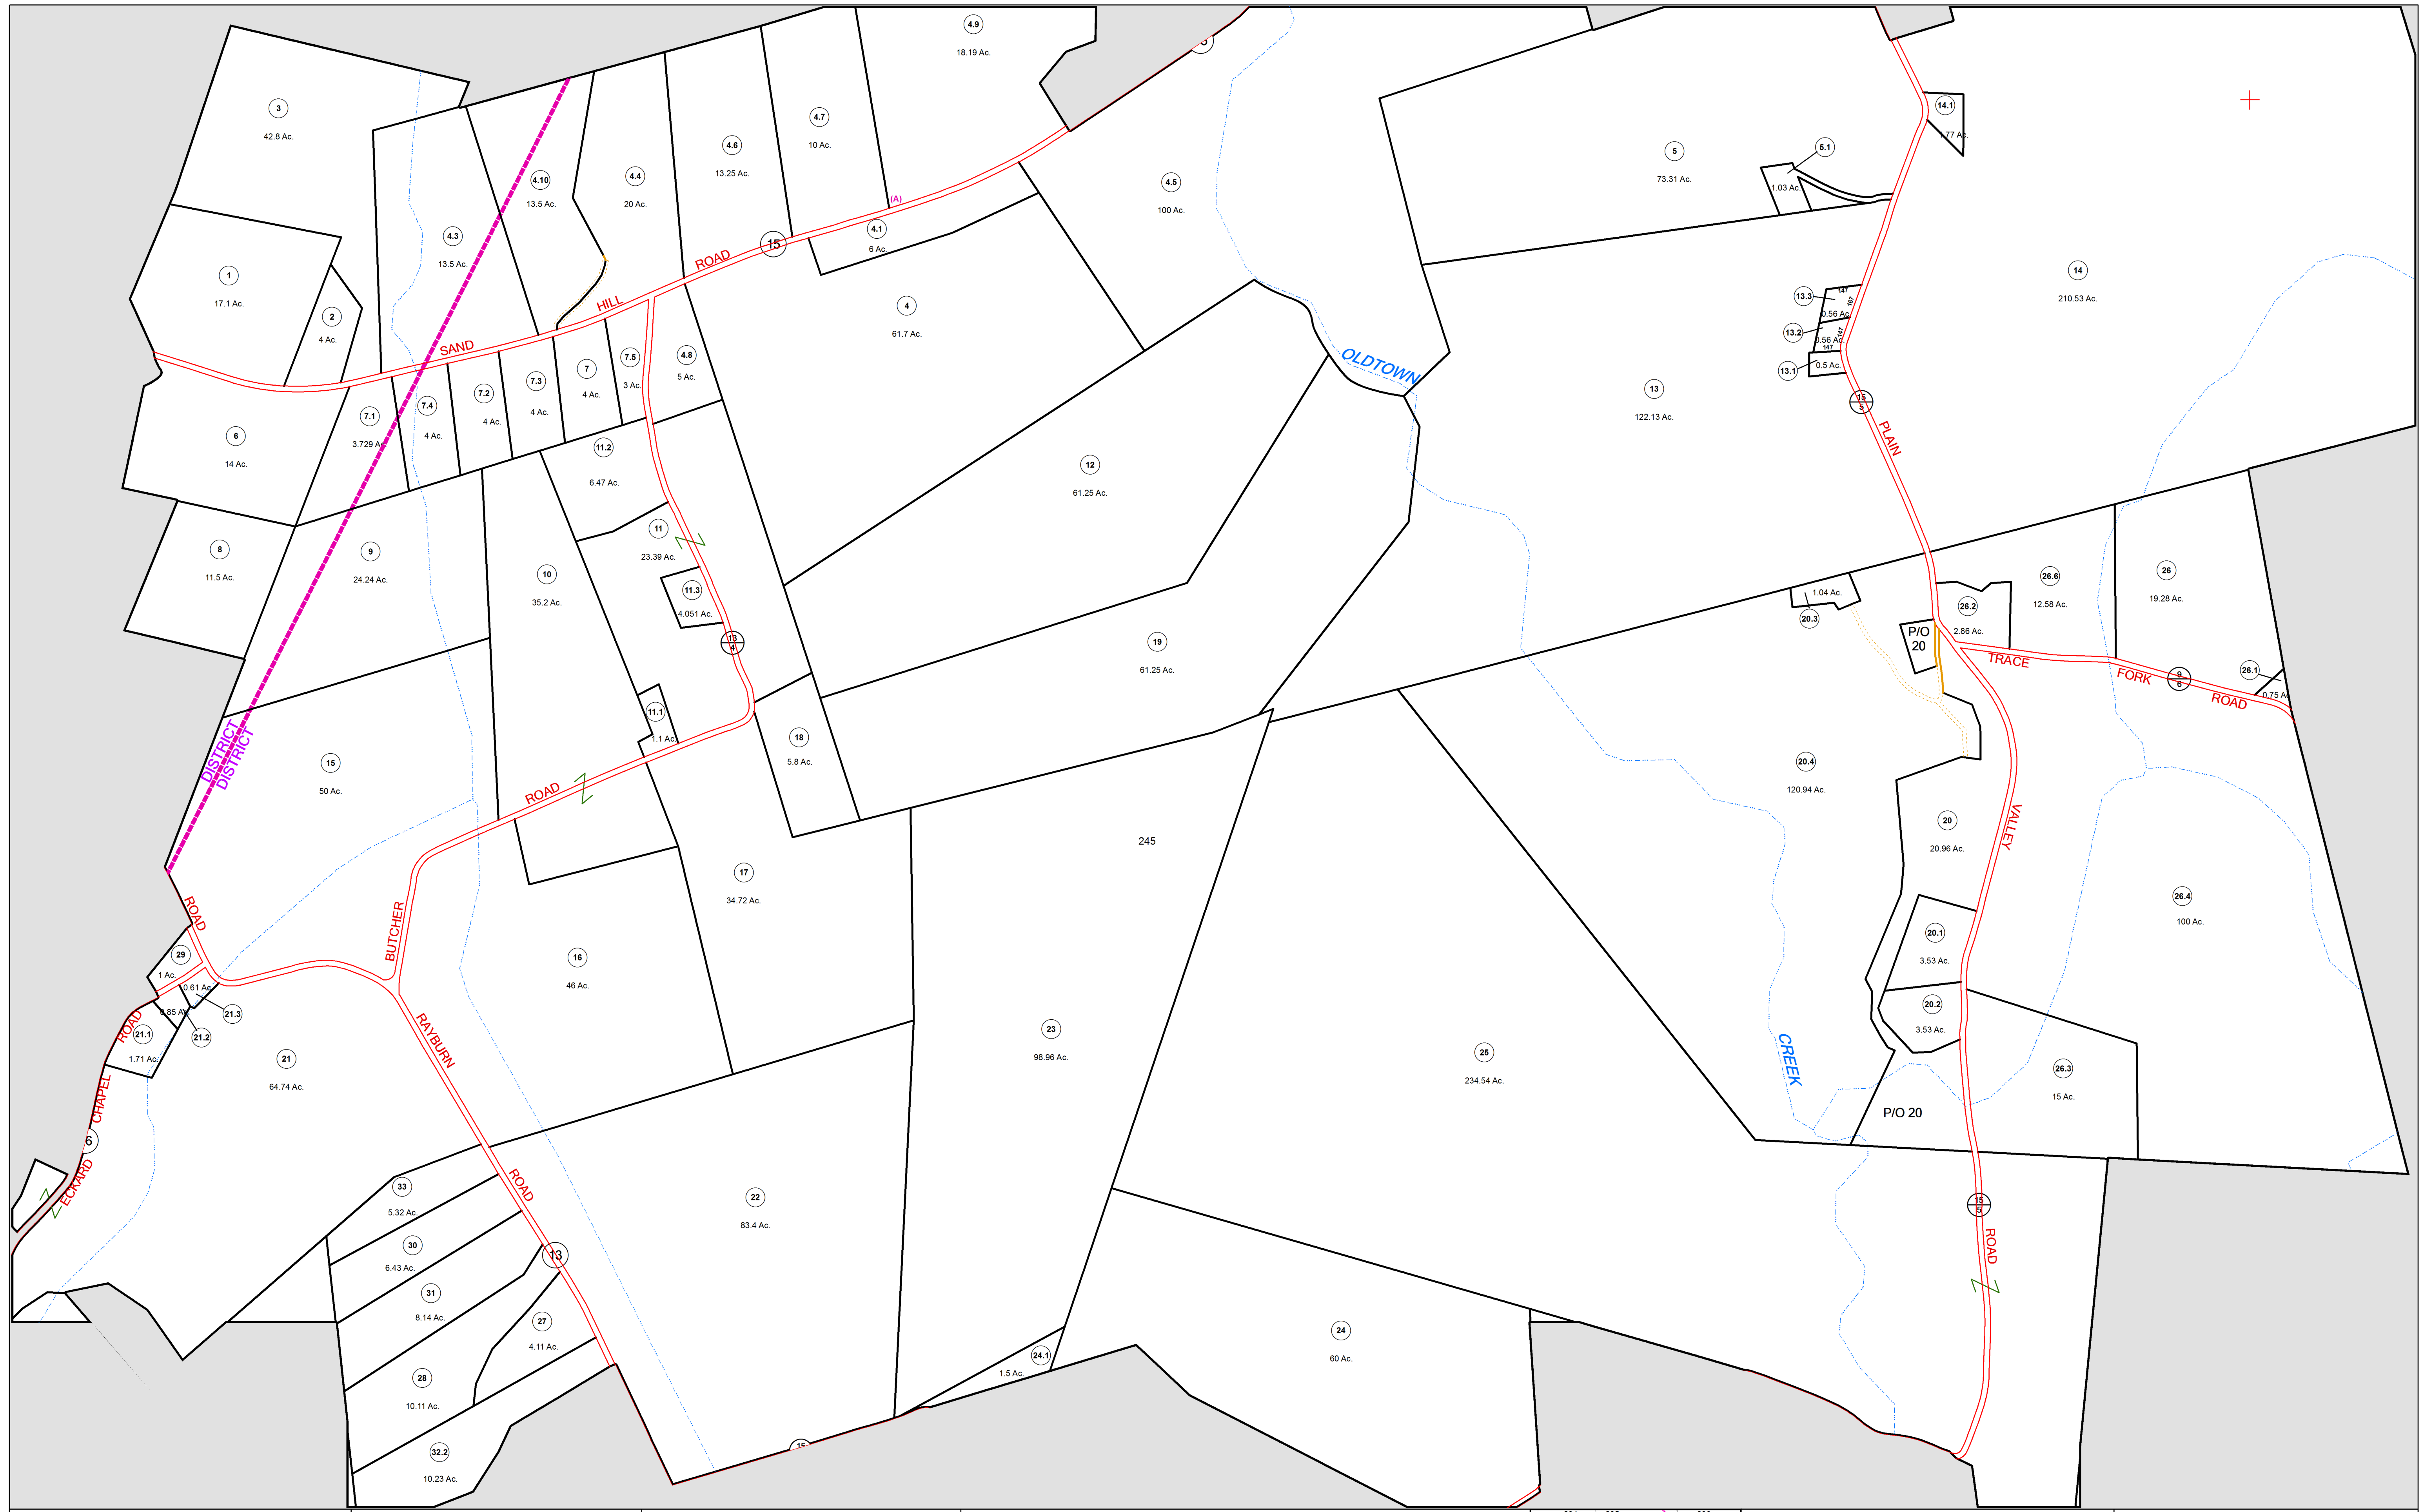 4.9
18.19 Ac.
3
42.8 Ac.
14.1
4.7
10 Ac.
4.6
13.25 Ac.
5.1
5
73.31 Ac.
1.03 Ac.
4.10
13.5 Ac.
4.4
20 Ac.
4.5
100 Ac.
(A)
4.1
6 Ac.
4.3
13.5 Ac.
15
ROAD
HILL
SAND
1
17.1 Ac.
2
4 Ac.
4
61.7 Ac.
14
210.53 Ac.
13.3
147
167
0.56 Ac.
13.2
147
0.56 Ac.
147
13.1
0.5 Ac.
OLDTOWN
13
122.13 Ac.
15
5
PLAIN
7.5
3 Ac.
4.8
5 Ac.
7
4 Ac.
7.3
4 Ac.
7.2
4 Ac.
7.4
4 Ac.
7.1
3.729 Ac.
6
14 Ac.
11.2
6.47 Ac.
12
61.25 Ac.
11
23.39 Ac.
8
11.5 Ac.
9
24.24 Ac.
10
35.2 Ac.
11.3
4.051 Ac.
13
4
19
61.25 Ac.
1.04 Ac.
20.3
P/O
20
26.2
2.86 Ac.
26.6
12.58 Ac.
26
19.28 Ac.
TRACE
FORK
9
6
ROAD
26.1
0.75 Ac
11.1
1.1 Ac.
18
5.8 Ac.
DISTRICT
DISTRICT
15
50 Ac.
ROAD
20.4
120.94 Ac.
20
20.96 Ac.
VALLEY
245
17
34.72 Ac.
26.4
100 Ac.
BUTCHER
ROAD
29
1 Ac.
16
46 Ac.
20.1
3.53 Ac.
0.61 Ac.
21.3
0.85 Ac
21.2
21.1
1.71 Ac.
ROAD
20.2
3.53 Ac.
RAYBURN
21
64.74 Ac.
23
98.96 Ac.
25
234.54 Ac.
CREEK
26.3
15 Ac.
P/O 20
CHAPEL
6
ECKARD
33
5.32 Ac.
ROAD
22
83.4 Ac.
15
5
ROAD
30
6.43 Ac.
13
31
8.14 Ac.
27
4.11 Ac.
24
60 Ac.
24.1
1.5 Ac.
28
10.11 Ac.
32.2
10.23 Ac.
15